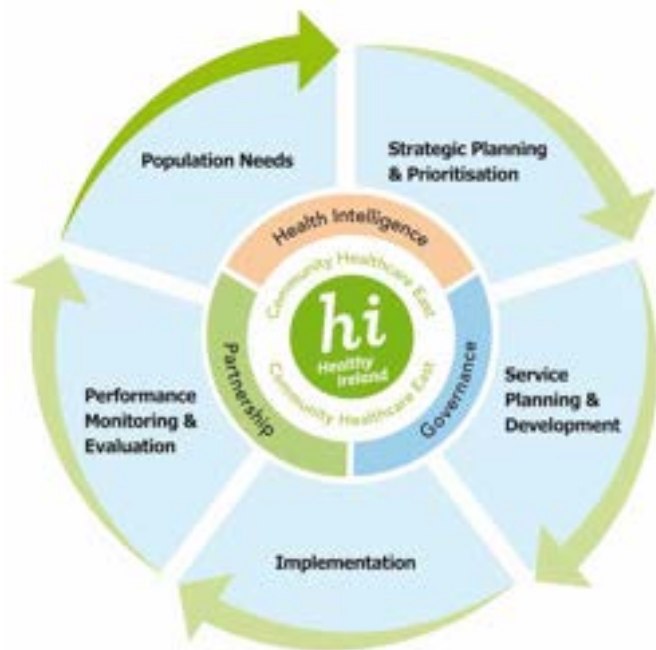 Population Needs
Strategic Planning
& Prioritisation
Health Intelligence
Community Healthcare East
hi
Healthy
Ireland
Community Healthcare East
Partnership
Governance
Service
Planning &
Development
Performance
Monitoring &
Evaluation
Implementation